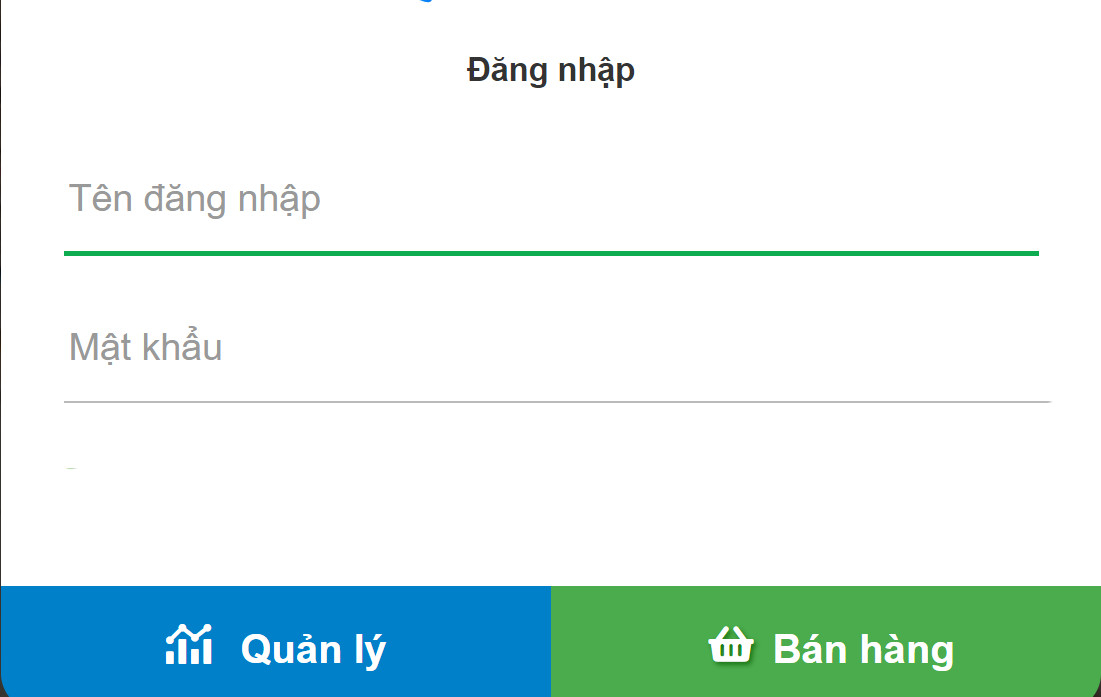 Đăng nhập
Tên đăng nhập
Mật khẩu
Quản lý
Bán hàng